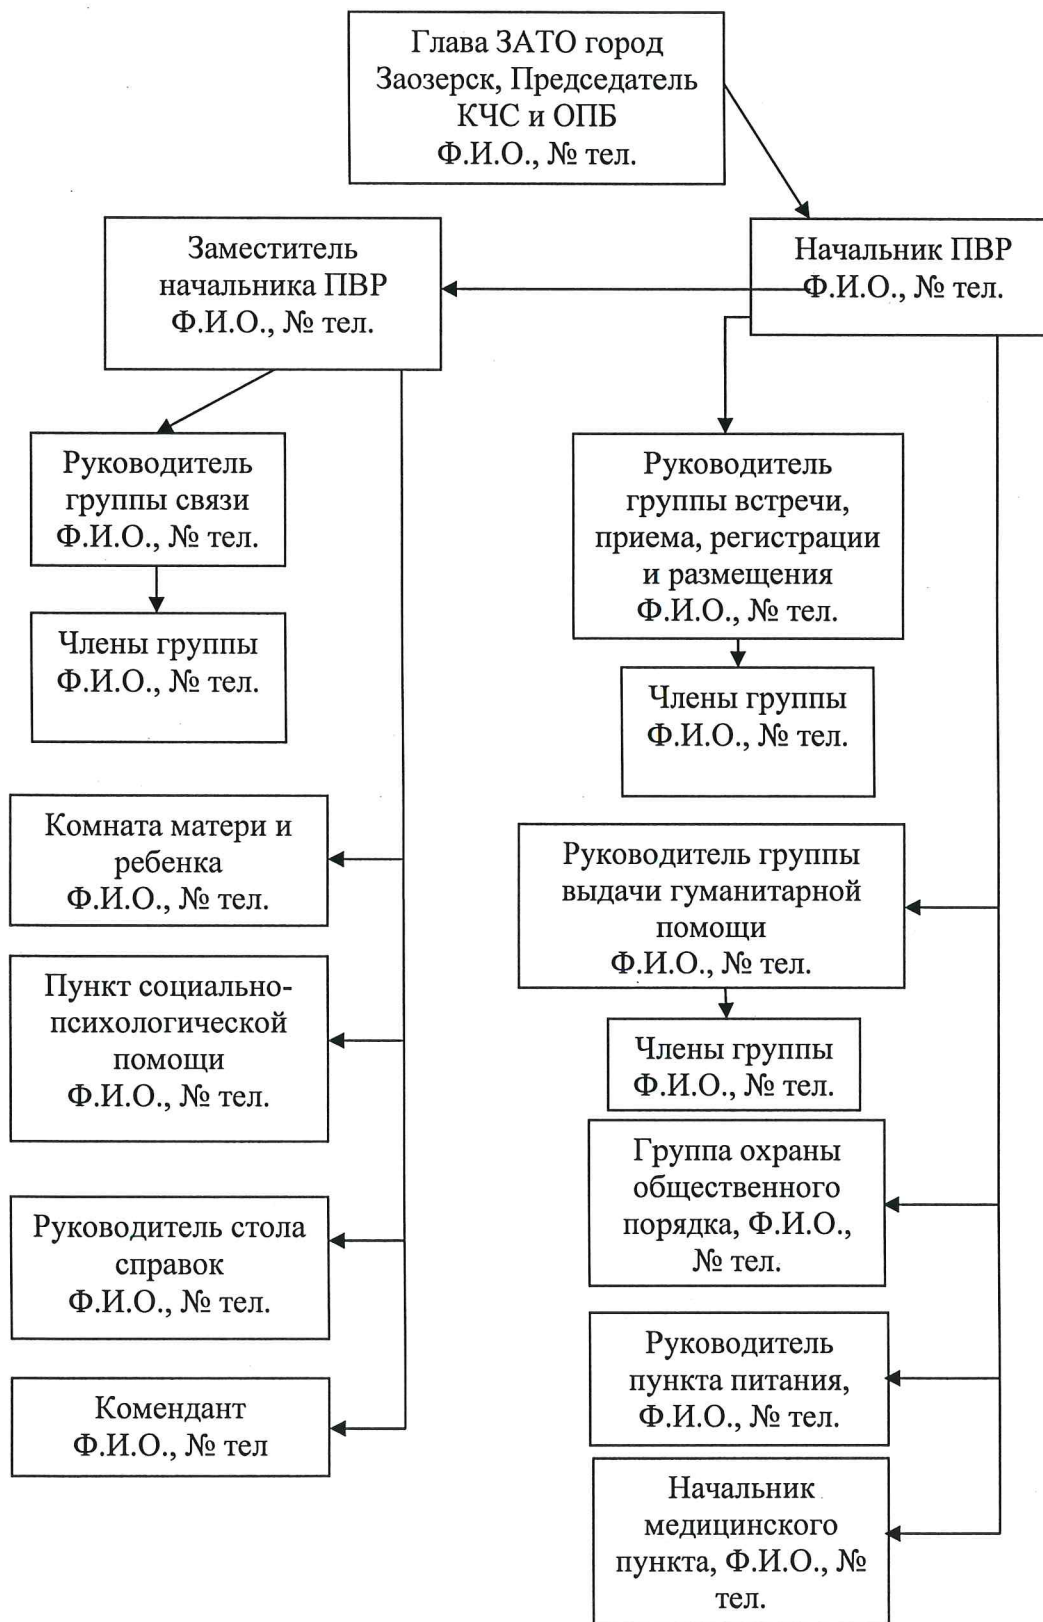 Глава ЗАТО город
Заозерск, Председатель
КЧС и ОПБ
Ф.И.О., № тел.
Заместитель
начальника ПВР
Ф.И.О., № тел.
Начальник ПВР
Ф.И.О., № тел.
Руководитель
группы связи
Ф.И.О., № тел.
Руководитель
группы встречи,
приема, регистрации
и размещения
Ф.И.О., № тел.
Члены группы
Ф.И.О., № тел.
Члены группы
Ф.И.О., № тел.
Комната матери и
ребенка
Ф.И.О., № тел.
Руководитель группы
выдачи гуманитарной
помощи
Ф.И.О., № тел.
Пункт социально-
психологической
помощи
Ф.И.О., № тел.
Члены группы
Ф.И.О., № тел.
Группа охраны
общественного
порядка, Ф.И.О.,
№ тел.
Руководитель стола
справок
Ф.И.О., № тел.
Руководитель
пункта питания,
Ф.И.О., № тел.
Комендант
Ф.И.О., № тел
Начальник
медицинского
пункта, Ф.И.О., №
тел.